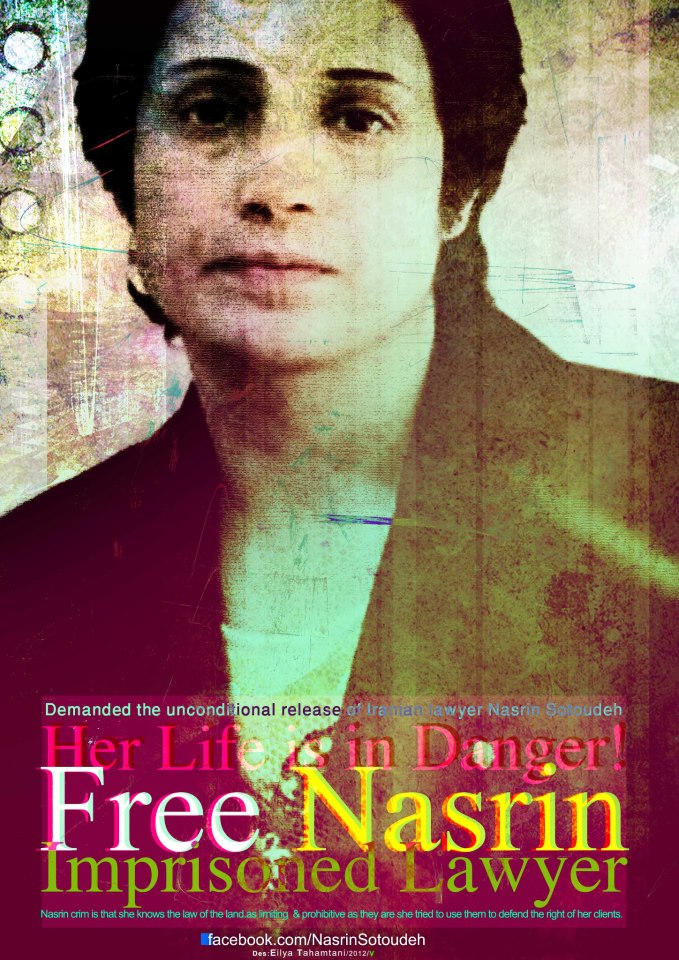 Demanded the unconditional release of Iranian lawyer Nasrin Sotoudeh
Her Life is in Danger!
Free Nasrin
Imprisoned Lawyer
Nasrin crim is that she knows the law of the land.as limiting & prohibitive as they are she tried to use them to defend the right of her clients.
facebook.com/NasrinSotoudeh
Des:Eilya Tahamtani/2012/V